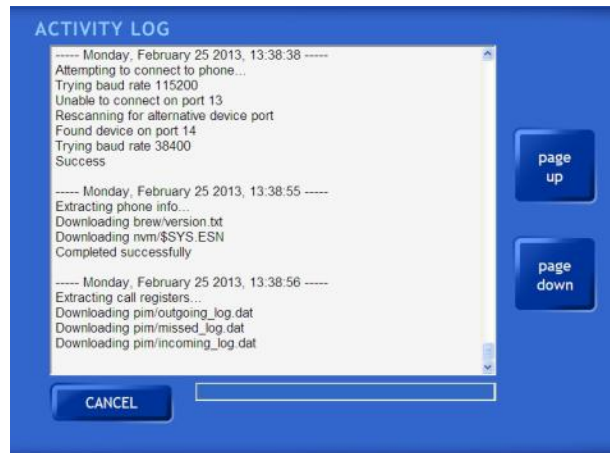 ACTIVITY LOG
----- Monday, February 25 2013, 13:38:38 -----
Attempting to connect to phone...
Trying baud rate 115200
Unable to connect on port 13
Rescanning for alternative device port
Found device on port 14
Trying baud rate 38400
Success
----- Monday, February 25 2013, 13:38:55 -----
Extracting phone info...
Downloading brew/version.txt
Downloading nvm/$SYS.ESN
Completed successfully
----- Monday, February 25 2013, 13:38:56 -----
Extracting call registers...
Downloading pim/outgoing_log.dat
Downloading pim/missed_log.dat
Downloading pim/incoming_log.dat
page
up
page
down
CANCEL